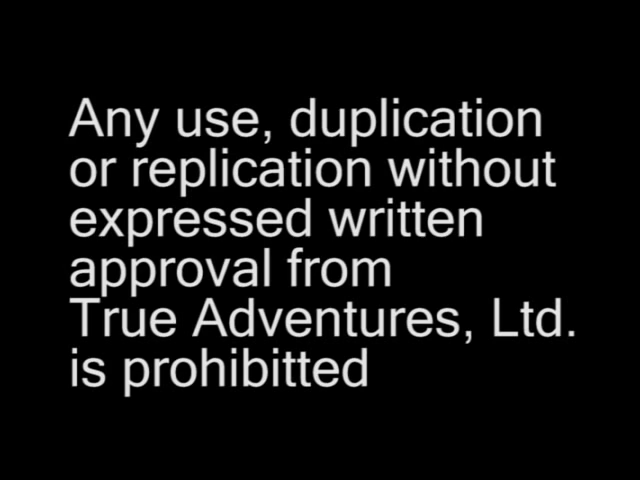 Any use, duplication
or replication without
expressed written
approval from
True Adventures, Ltd.
is prohibitted